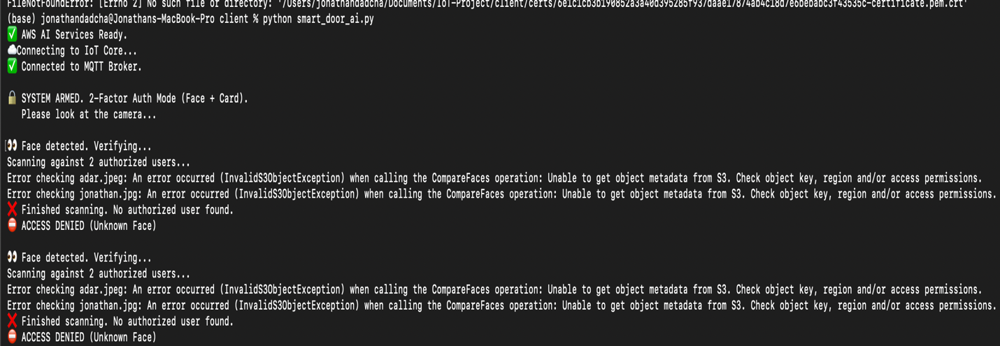 FileNotFoundError: [Errno 2] No such file or directory: '/Users/jonathandadcha/Documents/IoT-Project/client/certs/6e1c1cb3b190852a3a40d395285f937daae17874ab4c18d7e6bebabc3f43535c-certificate.pem.crt'
(base) jonathandadcha@Jonathans-MacBook-Pro client % python smart_door_ai.py
✅ AWS AI Services Ready.
☁️Connecting to IoT Core...
✅ Connected to MQTT Broker.
🔒 SYSTEM ARMED. 2-Factor Auth Mode (Face + Card).
Please look at the camera...
👀 Face detected. Verifying...
Scanning against 2 authorized users...
Error checking adar.jpeg: An error occurred (InvalidS3ObjectException) when calling the CompareFaces operation: Unable to get object metadata from S3. Check object key, region and/or access permissions.
Error checking jonathan.jpg: An error occurred (InvalidS3ObjectException) when calling the CompareFaces operation: Unable to get object metadata from S3. Check object key, region and/or access permissions.
❌ Finished scanning. No authorized user found.
⛔ ACCESS DENIED (Unknown Face)
👀 Face detected. Verifying...
Scanning against 2 authorized users...
Error checking adar.jpeg: An error occurred (InvalidS3ObjectException) when calling the CompareFaces operation: Unable to get object metadata from S3. Check object key, region and/or access permissions.
Error checking jonathan.jpg: An error occurred (InvalidS3ObjectException) when calling the CompareFaces operation: Unable to get object metadata from S3. Check object key, region and/or access permissions.
❌ Finished scanning. No authorized user found.
⛔ ACCESS DENIED (Unknown Face)